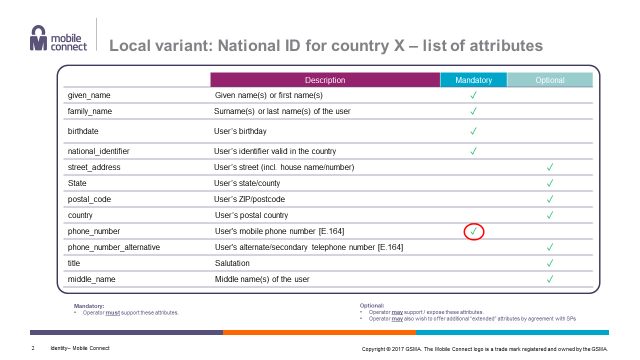 mobile connect
Local variant: National ID for country X – list of attributes
Description Mandatory Optional
given_name Given name(s) or first name(s) ✓
family_name Surname(s) or last name(s) of the user ✓
birthdate User's birthday ✓
national_identifier User's identifier valid in the country ✓
street_address User's street (incl. house name/number) ✓
State User's state/county ✓
postal_code User's ZIP/postcode ✓
country User's postal country ✓
phone_number User's mobile phone number [E.164] ✓
phone_number_alternative User's alternate/secondary telephone number [E.164] ✓
title Salutation ✓
middle_name Middle name(s) of the user ✓
Mandatory:
• Operator must support these attributes.
Optional:
• Operator may support / expose these attributes.
• Operator may also wish to offer additional "extended" attributes by agreement with SPs
2 Identity– Mobile Connect
Copyright © 2017 GSMA. The Mobile Connect logo is a trade mark registered and owned by the GSMA.